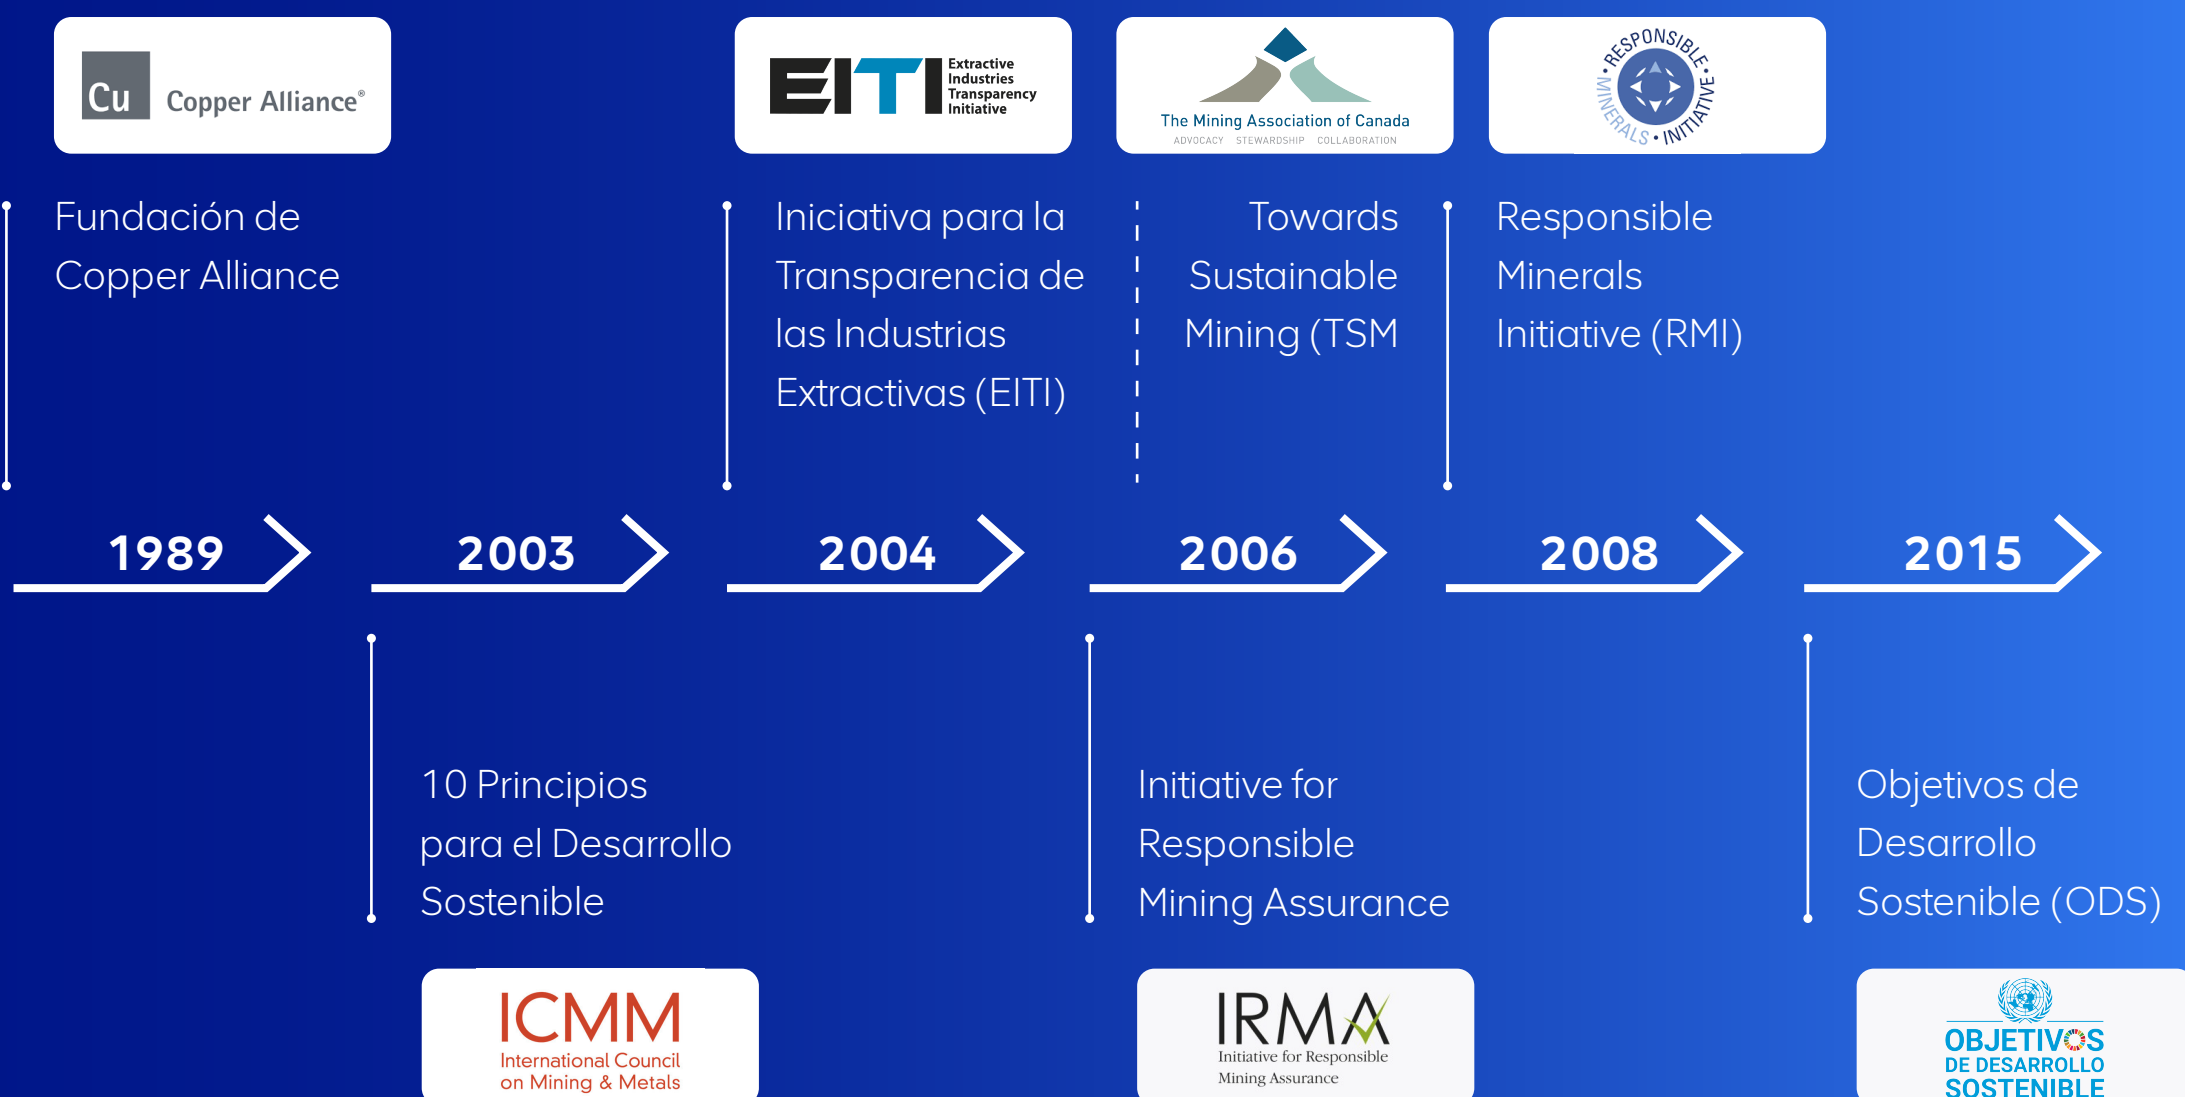 Cu
Copper Alliance®
Fundación de
Copper Alliance
EITI
Extractive
Industries
Transparency
Initiative
Iniciativa para la
Transparencia de
las Industrias
Extractivas (EITI)
The Mining Association of Canada
ADVOCACY STEWARDSHIP COLLABORATION
Towards
Sustainable
Mining (TSM
RESPONSIBLE • MINERALS • INITIATIVE •
Responsible
Minerals
Initiative (RMI)
1989
2003
2004
2006
2008
2015
10 Principios
para el Desarrollo
Sostenible
ICMM
International Council
on Mining & Metals
Initiative for
Responsible
Mining Assurance
IRMA
Initiative for Responsible
Mining Assurance
Objetivos de
Desarrollo
Sostenible (ODS)
OBJETIVOS
DE DESARROLLO
SOSTENIBLE